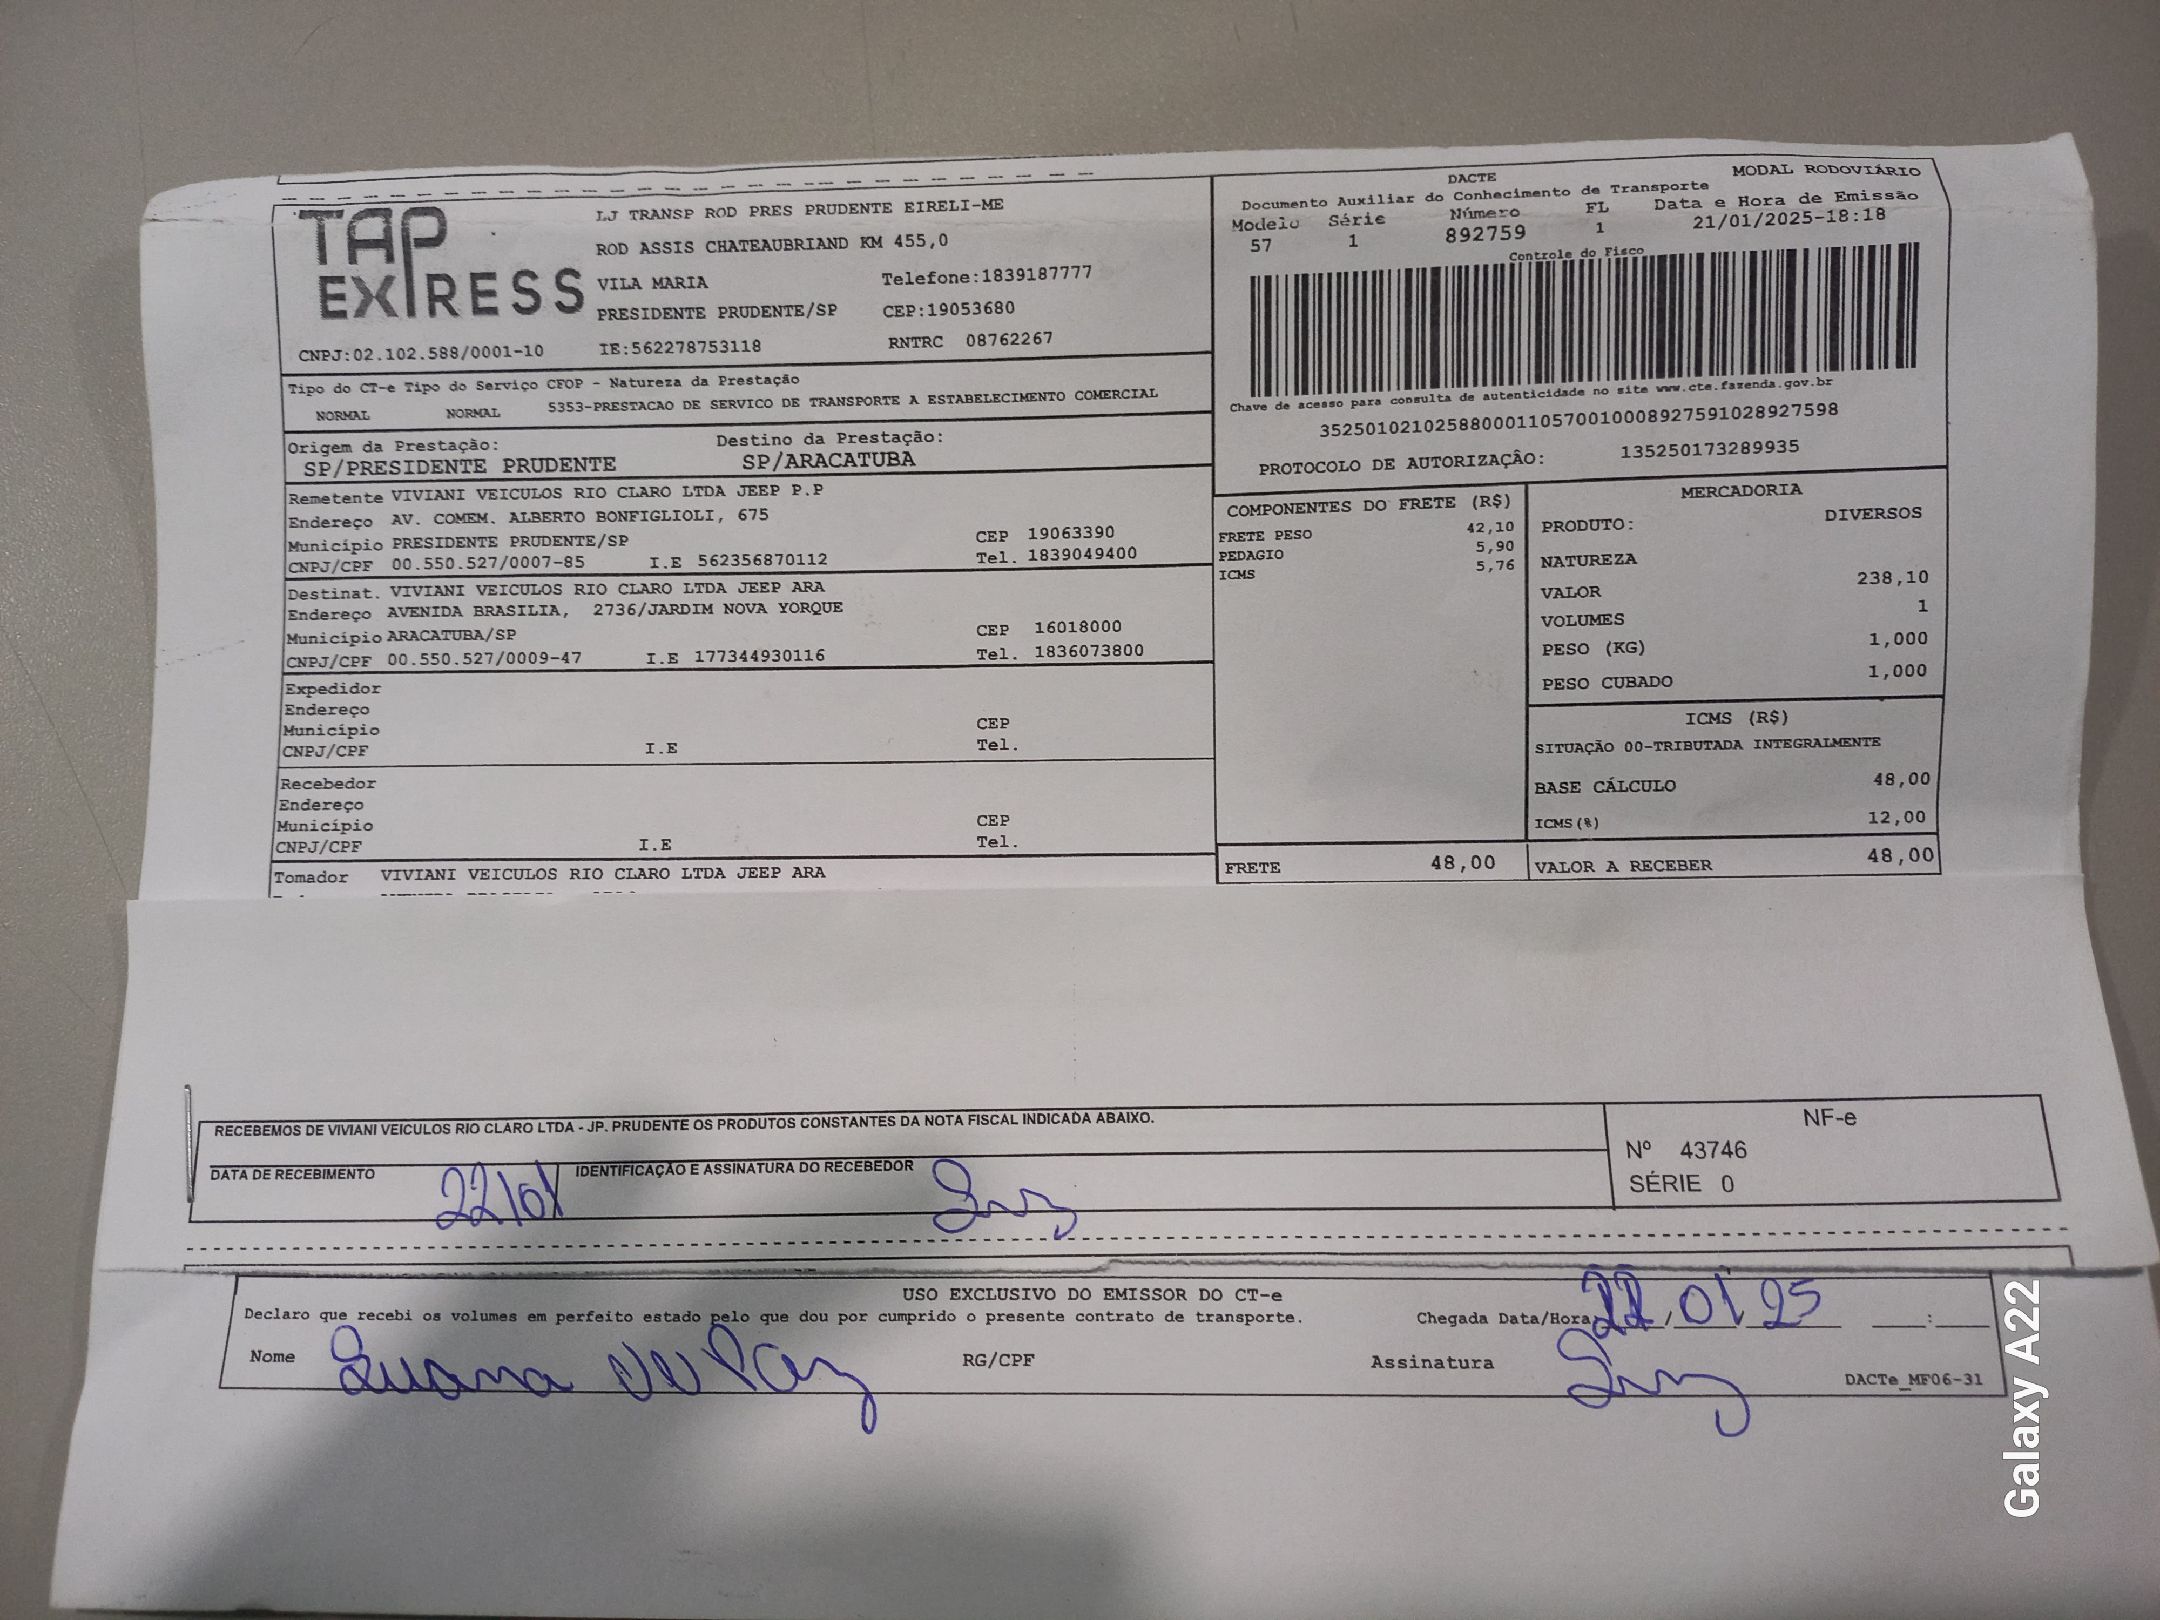 TAP EXPRESS
LJ TRANSP ROD PRES PRUDENTE EIRELI-ME
ROD ASSIS CHATEAUBRIAND KM 455,0
VILA MARIA Telefone:1839187777
PRESIDENTE PRUDENTE/SP CEP:19053680
CNPJ:02.102.588/0001-10 IE:562278753118 RNTRC 08762267
DACTE MODAL RODOVIÁRIO
Documento Auxiliar do Conhecimento de Transporte
Modelo Série Número FL Data e Hora de Emissão
57 1 892759 1 21/01/2025-18:18
Controle do Fisco
Chave de acesso para consulta de autenticidade no site www.cte.fazenda.gov.br
35250102102588000110570010008927591028927598
PROTOCOLO DE AUTORIZAÇÃO: 135250173289935
Tipo do CT-e Tipo do Serviço CFOP - Natureza da Prestação
NORMAL NORMAL 5353-PRESTACAO DE SERVICO DE TRANSPORTE A ESTABELECIMENTO COMERCIAL
Origem da Prestação: Destino da Prestação:
SP/PRESIDENTE PRUDENTE SP/ARACATUBA
Remetente VIVIANI VEICULOS RIO CLARO LTDA JEEP P.P
Endereço AV. COMEM. ALBERTO BONFIGLIOLI, 675
Município PRESIDENTE PRUDENTE/SP CEP 19063390
CNPJ/CPF 00.550.527/0007-85 I.E 562356870112 Tel. 1839049400
Destinat. VIVIANI VEICULOS RIO CLARO LTDA JEEP ARA
Endereço AVENIDA BRASILIA, 2736/JARDIM NOVA YORQUE
Município ARACATUBA/SP CEP 16018000
CNPJ/CPF 00.550.527/0009-47 I.E 177344930116 Tel. 1836073800
Expedidor
Endereço
Município CEP
CNPJ/CPF I.E Tel.
Recebedor
Endereço
Município CEP
CNPJ/CPF I.E Tel.
Tomador VIVIANI VEICULOS RIO CLARO LTDA JEEP ARA
COMPONENTES DO FRETE (R$)
FRETE PESO 42,10
PEDAGIO 5,90
ICMS 5,76
FRETE 48,00
MERCADORIA
PRODUTO: DIVERSOS
NATUREZA
VALOR 238,10
VOLUMES 1
PESO (KG) 1,000
PESO CUBADO 1,000
ICMS (R$)
SITUAÇÃO 00-TRIBUTADA INTEGRALMENTE
BASE CÁLCULO 48,00
ICMS(%) 12,00
VALOR A RECEBER 48,00
RECEBEMOS DE VIVIANI VEICULOS RIO CLARO LTDA - JP. PRUDENTE OS PRODUTOS CONSTANTES DA NOTA FISCAL INDICADA ABAIXO.
DATA DE RECEBIMENTO 22/01 IDENTIFICAÇÃO E ASSINATURA DO RECEBEDOR
NF-e
Nº 43746
SÉRIE 0
USO EXCLUSIVO DO EMISSOR DO CT-e
Declaro que recebi os volumes em perfeito estado pelo que dou por cumprido o presente contrato de transporte. Chegada Data/Hora 22/01/25 :
Nome Luana RG/CPF Assinatura
DACTe_MF06-31
Galaxy A22